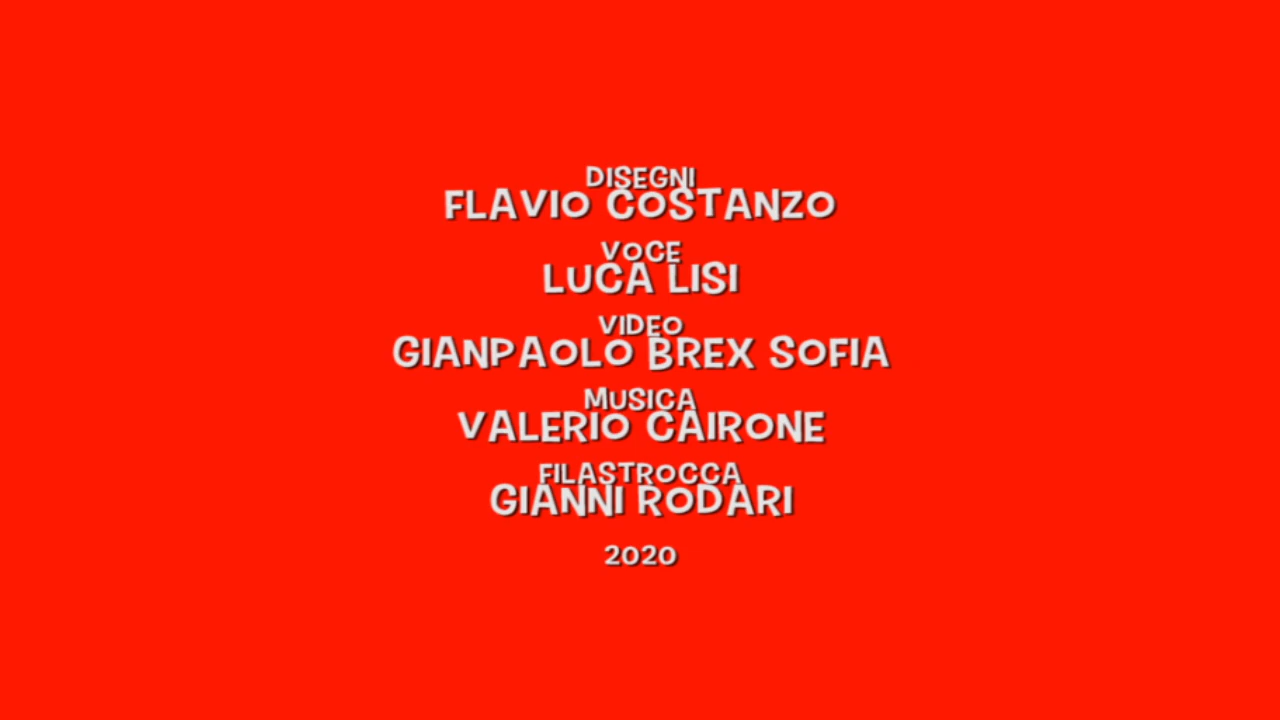 DISEGNI
FLAVIO COSTANZO
VOCE
LUCA LISI
VIDEO
GIANPAOLO BREX SOFIA
MUSICA
VALERIO CAIRONE
FILASTROCCA
GIANNI RODARI
2020